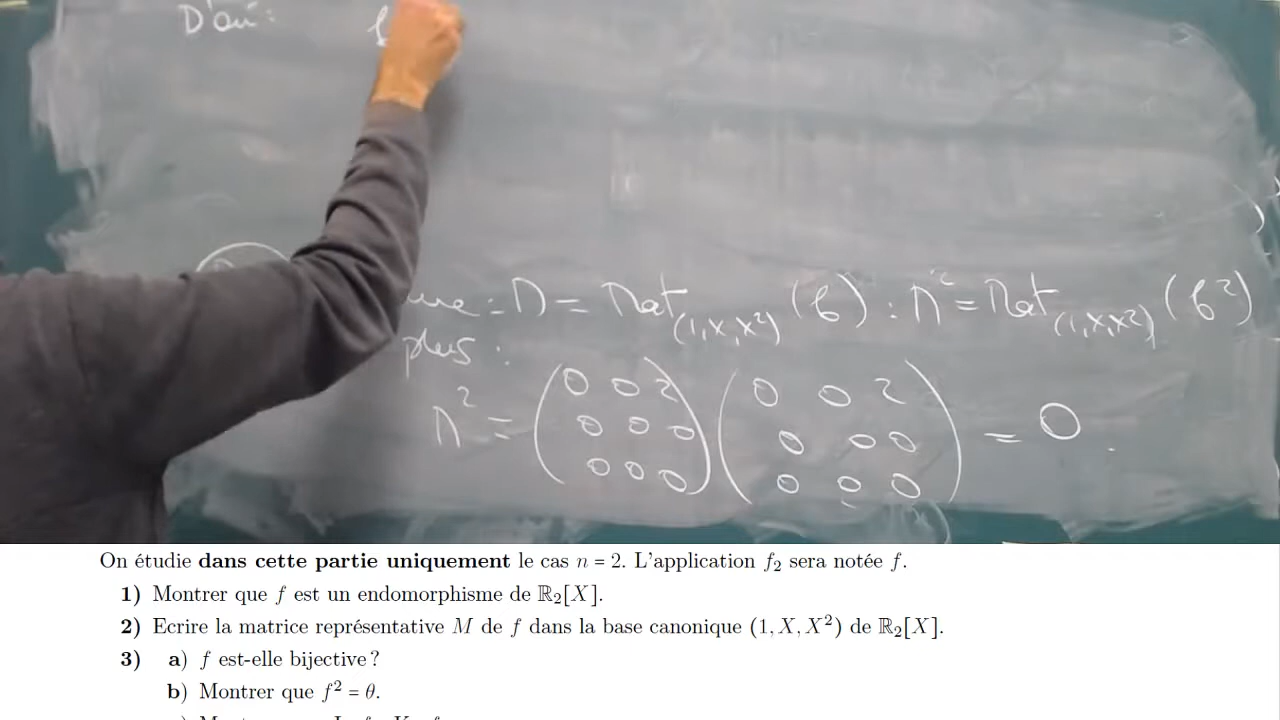 D'où : f
me : M = Mat(1,X,X²) (f) : M² = Mat(1,X,X²) (f²)
plus :
M² = (0 0 2 0 0 0 0 0 0) (0 0 2 0 0 0 0 0 0) = 0.
On étudie dans cette partie uniquement le cas n = 2. L'application f₂ sera notée f.
1) Montrer que f est un endomorphisme de ℝ₂[X].
2) Ecrire la matrice représentative M de f dans la base canonique (1, X, X²) de ℝ₂[X].
3) a) f est-elle bijective ?
b) Montrer que f² = θ.